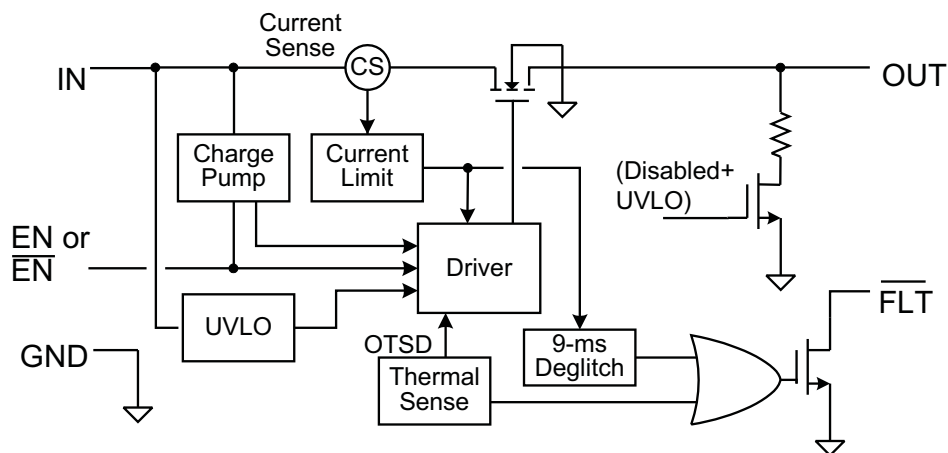 Current
Sense
IN
CS
OUT
Charge
Pump
Current
Limit
(Disabled+
UVLO)
EN or
EN
Driver
FLT
UVLO
GND
OTSD
9-ms
Deglitch
Thermal
Sense